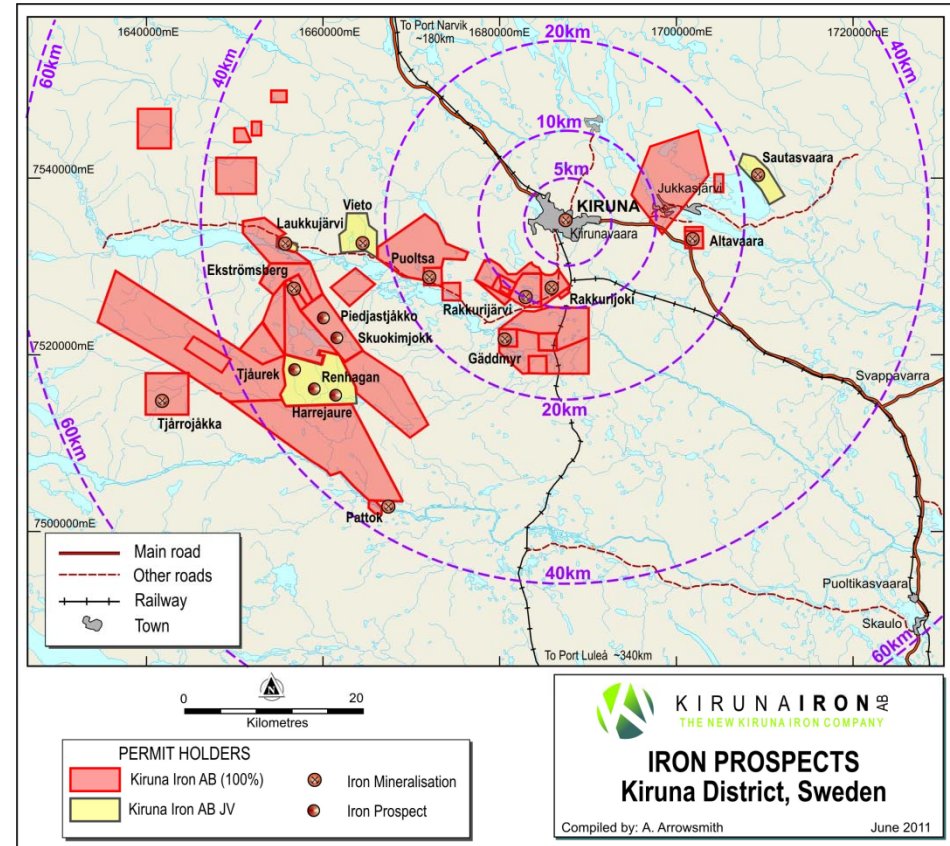 1640000mE
1660000mE
To Port Narvik
~180km
1680000mE
1700000mE
1720000mE
60km
40km
20km
40km
10km
5km
7540000mE
Sautasvaara
Jukkasjärvi
KIRUNA
Kirunavaara
Altavaara
Vieto
Laukkujärvi
Puoltsa
Ekströmsberg
Rakkurijärvi
Rakkurijoki
Piedjastjåkko
Skuokimjokk
Gäddmyr
7520000mE
Tjåurek
Renhagan
Harrejaure
Svappavarra
Tjårrojåkka
20km
60km
Pattok
7500000mE
40km
Main road
Other roads
Railway
Town
Puoltikasvaara
Skaulo
60km
To Port Luleå ~340km
N
0 20
Kilometres
PERMIT HOLDERS
Kiruna Iron AB (100%)
Iron Mineralisation
Kiruna Iron AB JV
Iron Prospect
KIRUNAIRON AB
THE NEW KIRUNA IRON COMPANY
IRON PROSPECTS
Kiruna District, Sweden
Compiled by: A. Arrowsmith June 2011